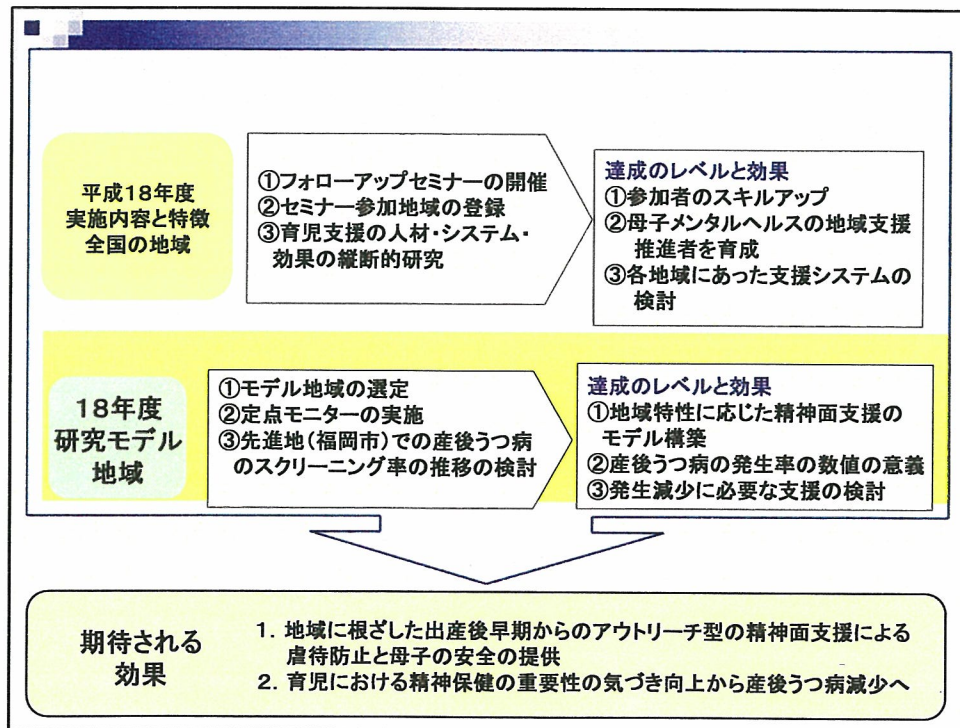 平成18年度
実施内容と特徴
全国の地域
①フォローアップセミナーの開催
②セミナー参加地域の登録
③育児支援の人材・システム・
効果の縦断的研究
達成のレベルと効果
①参加者のスキルアップ
②母子メンタルヘルスの地域支援
推進者を育成
③各地域にあった支援システムの
検討
18年度
研究モデル
地域
①モデル地域の選定
②定点モニターの実施
③先進地(福岡市)での産後うつ病
のスクリーニング率の推移の検討
達成のレベルと効果
①地域特性に応じた精神面支援の
モデル構築
②産後うつ病の発生率の数値の意義
③発生減少に必要な支援の検討
期待される
効果
1. 地域に根ざした出産後早期からのアウトリーチ型の精神面支援による
虐待防止と母子の安全の提供
2. 育児における精神保健の重要性の気づき向上から産後うつ病減少へ